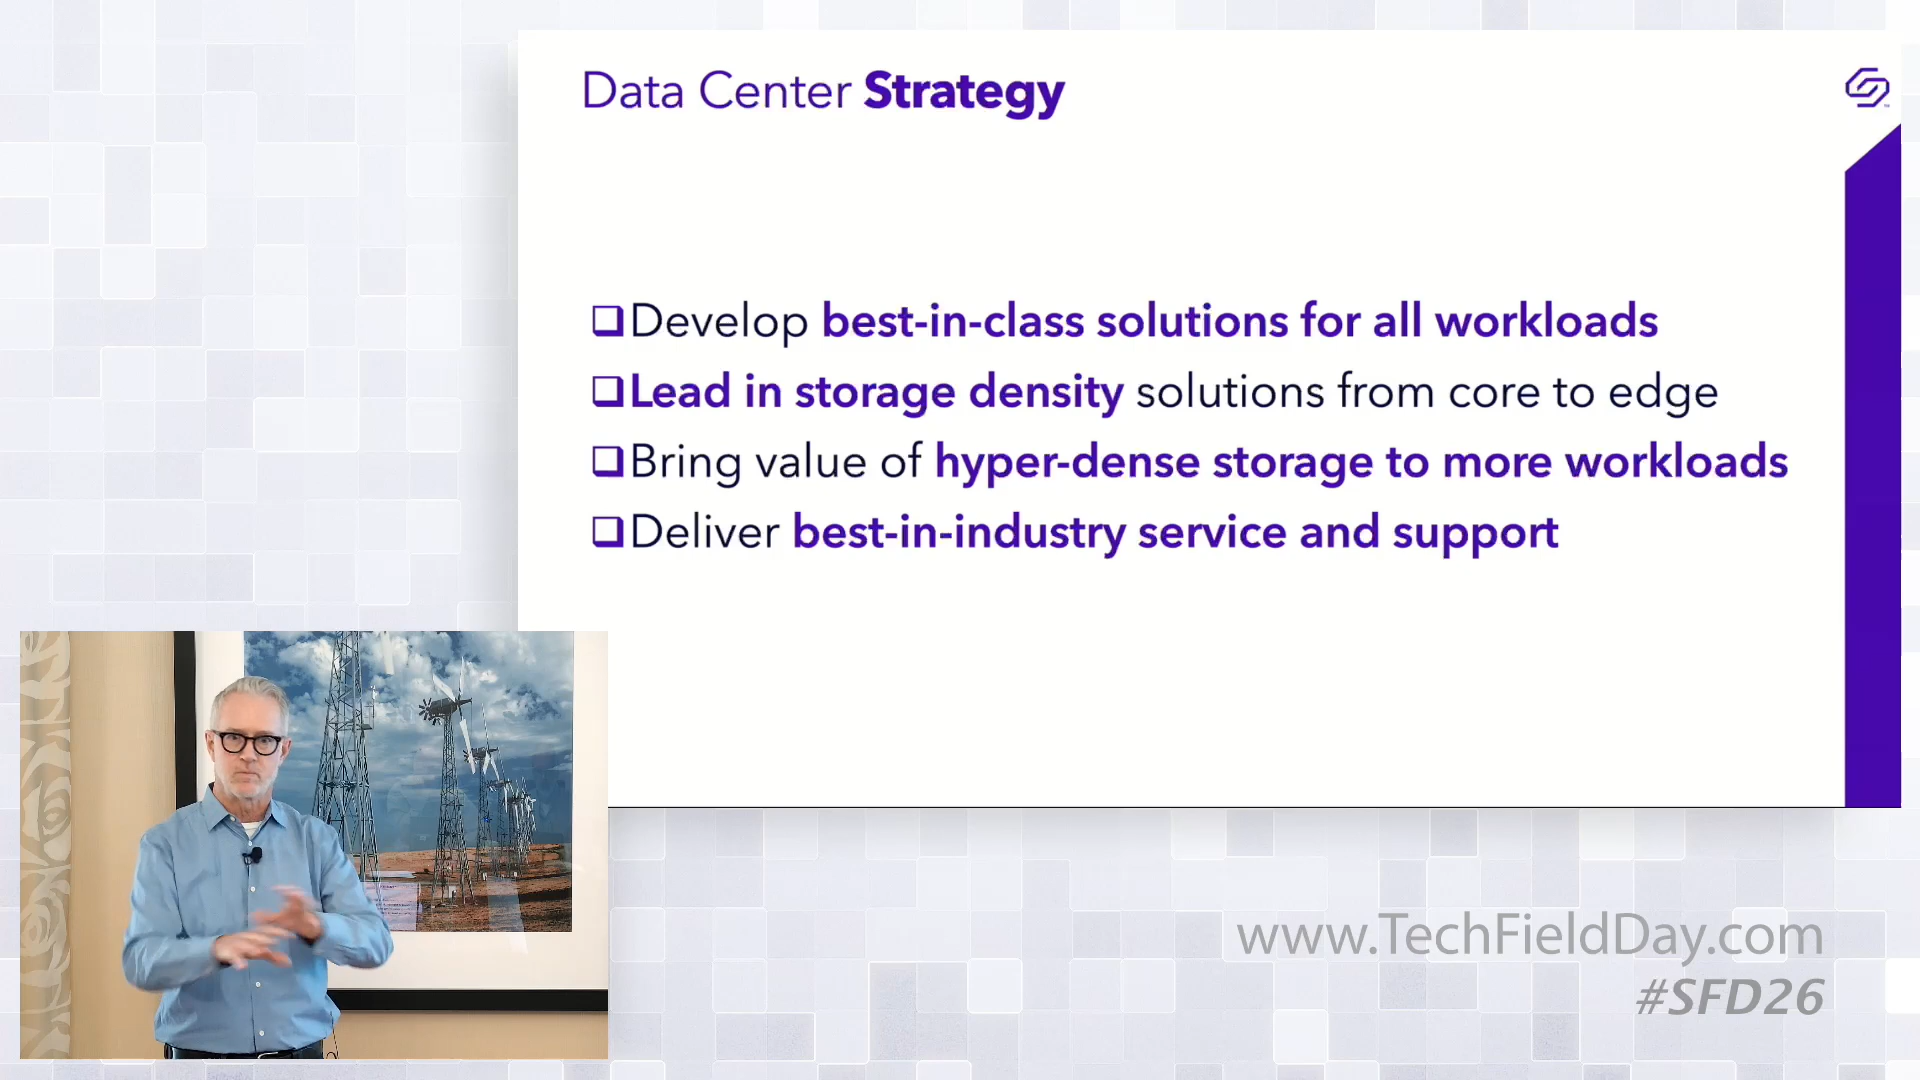 Data Center Strategy
Develop best-in-class solutions for all workloads
Lead in storage density solutions from core to edge
Bring value of hyper-dense storage to more workloads
Deliver best-in-industry service and support
www.TechFieldDay.com
#SFD26